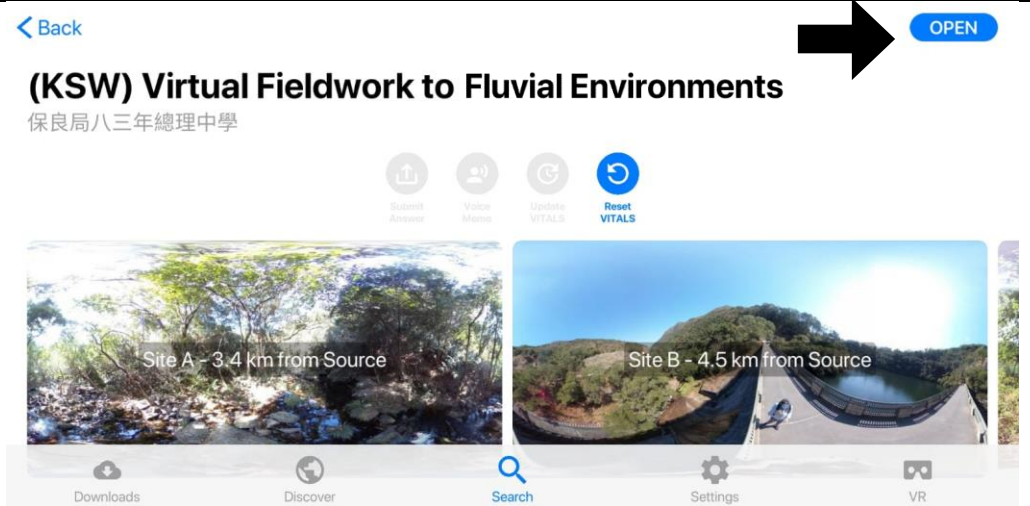 Back
OPEN
(KSW) Virtual Fieldwork to Fluvial Environments
保良局八三年總理中學
Submit
Answer
Voice
Memo
Update
VITALS
Reset
VITALS
Site A - 3.4 km from Source
Site B - 4.5 km from Source
Downloads
Discover
Search
Settings
VR